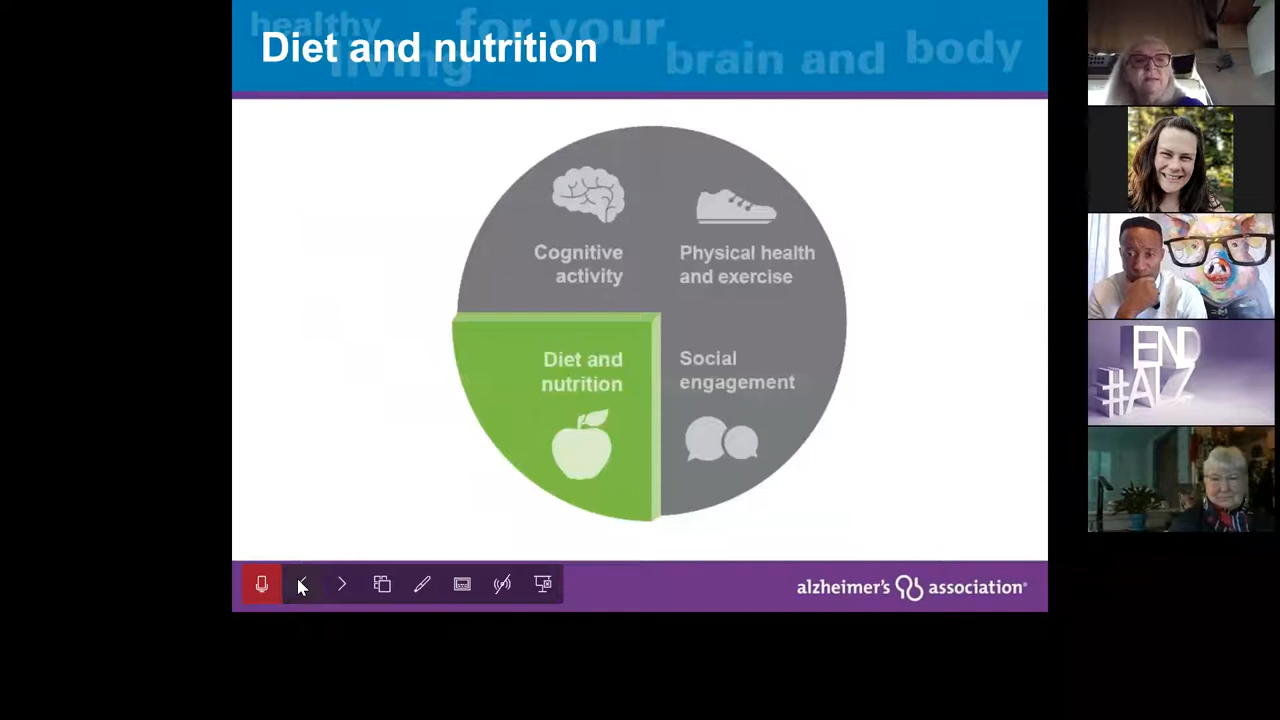 healthy for your
living brain and body
Diet and nutrition
Cognitive
activity
Physical health
and exercise
Diet and
nutrition
Social
engagement
alzheimer's association®
END
#ALZ